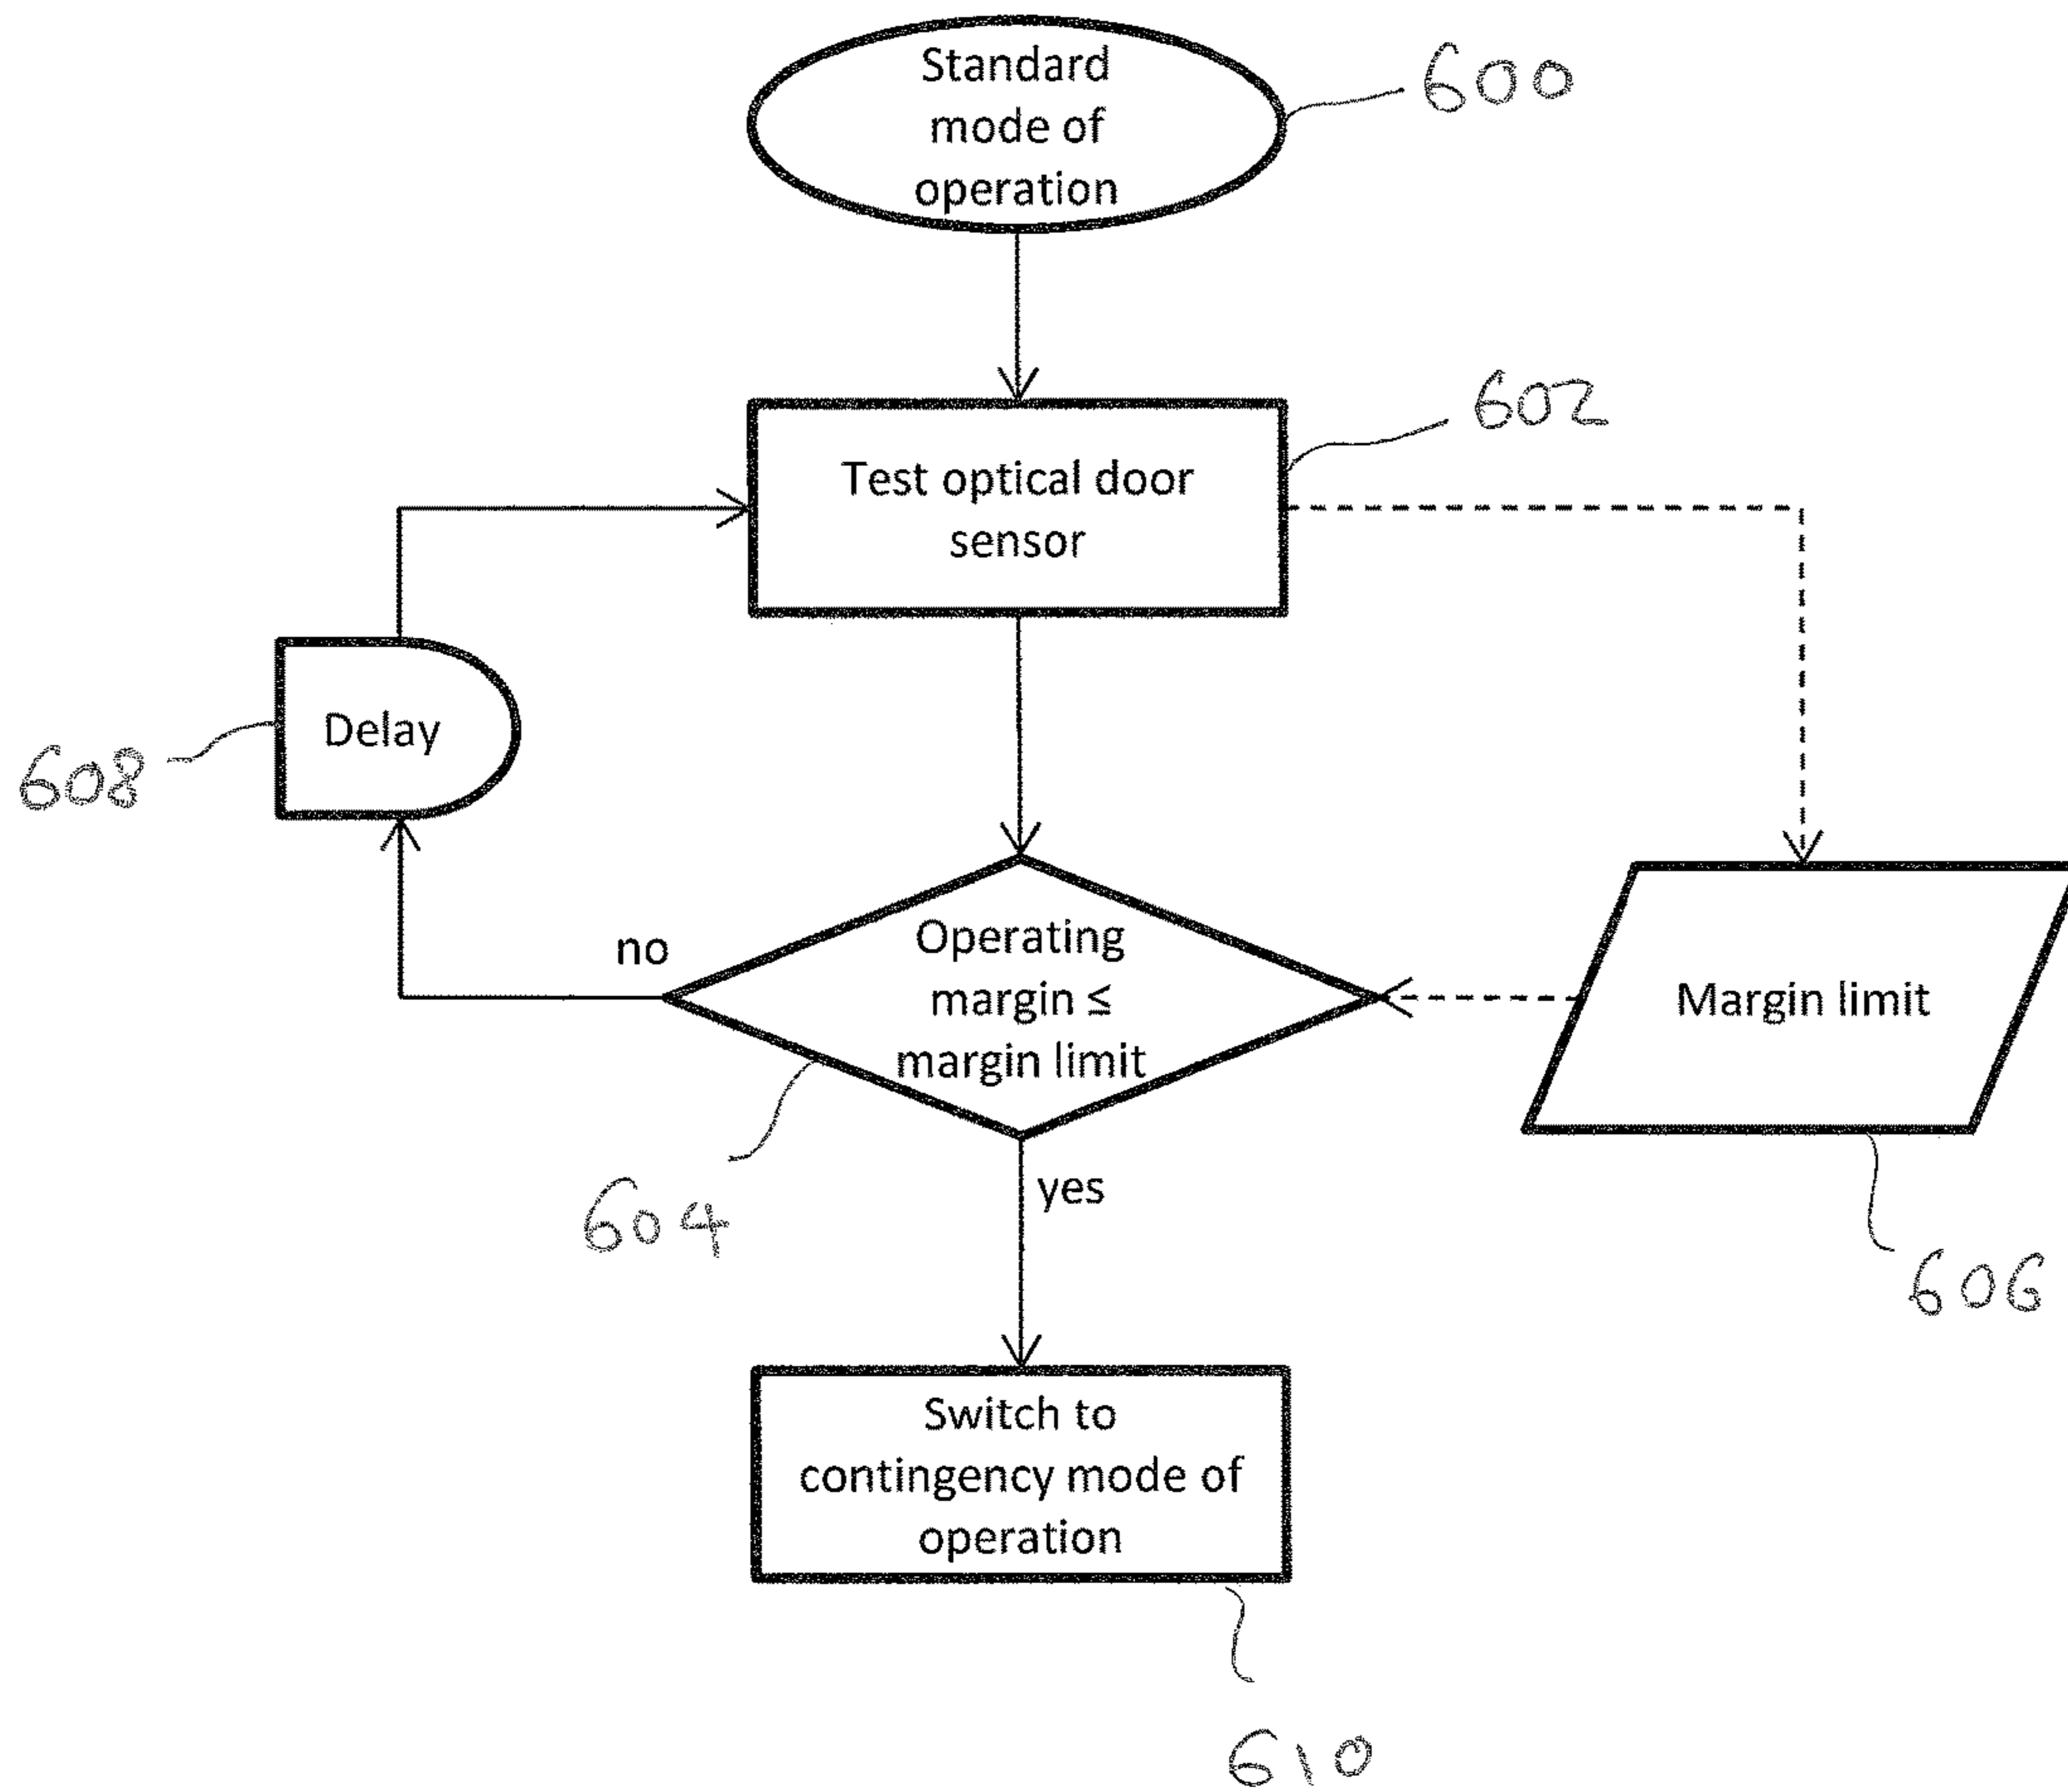 Standard
mode of
operation
600
Test optical door
sensor
602
Delay
608
no
Operating
margin ≤
margin limit
604
Margin limit
606
yes
Switch to
contingency mode of
operation
610